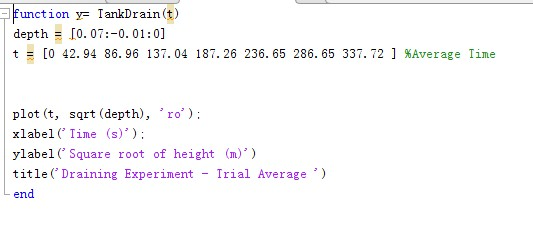 function y= TankDrain(t)
depth = [0.07:-0.01:0]
t = [0 42.94 86.96 137.04 187.26 236.65 286.65 337.72 ] %Average Time
plot(t, sqrt(depth), 'ro');
xlabel('Time (s)');
ylabel('Square root of height (m)')
title('Draining Experiment - Trial Average ')
end